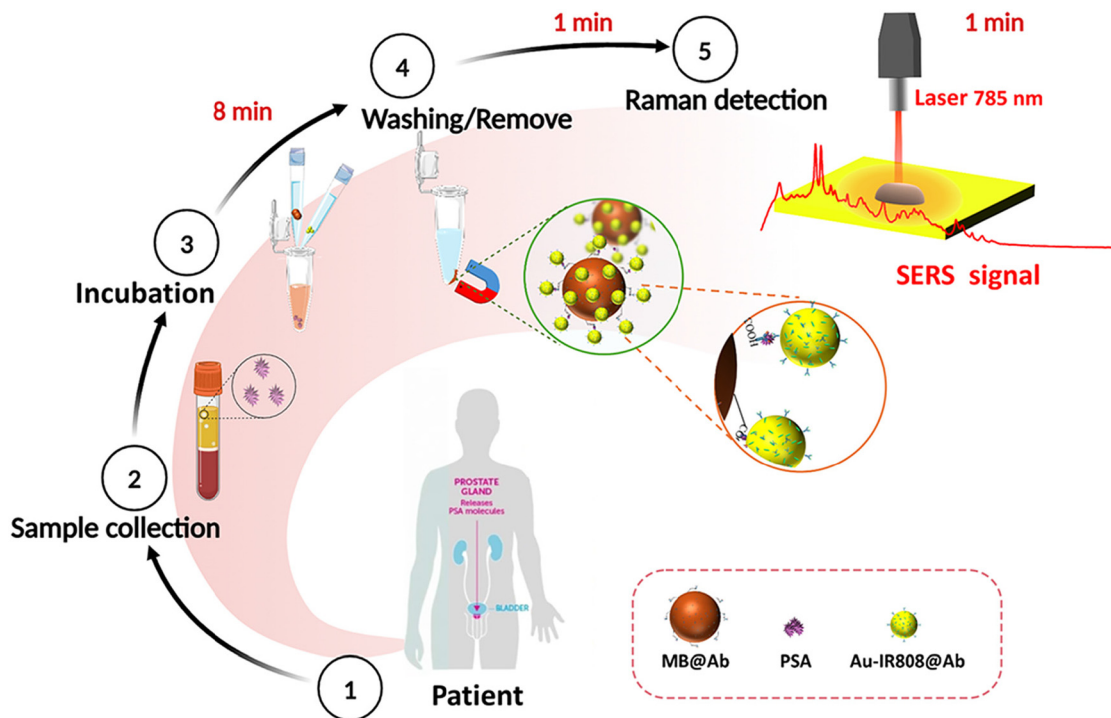 1
Patient
2
Sample collection
3
Incubation
8 min
4
Washing/Remove
1 min
5
Raman detection
1 min
Laser 785 nm
SERS signal
COOH
PROSTATE
GLAND
Releases
PSA molecules
BLADDER
MB@Ab
PSA
Au-IR808@Ab